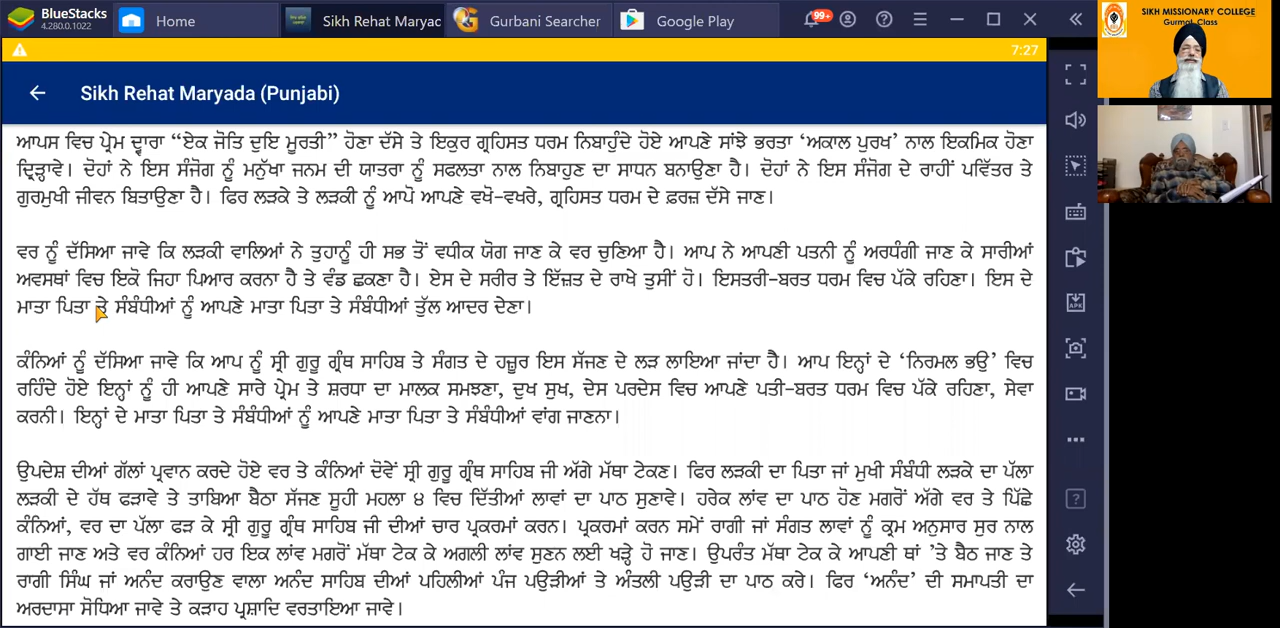 BlueStacks
4.280.0.1022
Home
Sikh Rehat Maryac
Gurbani Searcher
Google Play
99+
SIKH MISSIONARY COLLEGE
Gurmat Class
7:27
Sikh Rehat Maryada (Punjabi)
ਆਪਸ ਵਿਚ ਪ੍ਰੇਮ ਦ੍ਵਾਰਾ “ਏਕ ਜੋਤਿ ਦੁਇ ਮੂਰਤੀ” ਹੋਣਾ ਦੱਸੇ ਤੇ ਇਕੁਰ ਗ੍ਰਹਿਸਤ ਧਰਮ ਨਿਬਾਹੁੰਦੇ ਹੋਏ ਆਪਣੇ ਸਾਂਝੇ ਭਰਤਾ ‘ਅਕਾਲ ਪੁਰਖ’ ਨਾਲ ਇਕਮਿਕ ਹੋਣਾ
ਦ੍ਰਿੜ੍ਹਾਵੇ। ਦੋਹਾਂ ਨੇ ਇਸ ਸੰਜੋਗ ਨੂੰ ਮਨੁੱਖਾ ਜਨਮ ਦੀ ਯਾਤਰਾ ਨੂੰ ਸਫਲਤਾ ਨਾਲ ਨਿਬਾਹੁਣ ਦਾ ਸਾਧਨ ਬਨਾਉਣਾ ਹੈ। ਦੋਹਾਂ ਨੇ ਇਸ ਸੰਜੋਗ ਦੇ ਰਾਹੀਂ ਪਵਿੱਤਰ ਤੇ
ਗੁਰਮੁਖੀ ਜੀਵਨ ਬਿਤਾਉਣਾ ਹੈ। ਫਿਰ ਲੜਕੇ ਤੇ ਲੜਕੀ ਨੂੰ ਆਪੋ ਆਪਣੇ ਵਖੋ-ਵਖਰੇ, ਗ੍ਰਹਿਸਤ ਧਰਮ ਦੇ ਫ਼ਰਜ਼ ਦੱਸੇ ਜਾਣ।
ਵਰ ਨੂੰ ਦੱਸਿਆ ਜਾਵੇ ਕਿ ਲੜਕੀ ਵਾਲਿਆਂ ਨੇ ਤੁਹਾਨੂੰ ਹੀ ਸਭ ਤੋਂ ਵਧੀਕ ਯੋਗ ਜਾਣ ਕੇ ਵਰ ਚੁਣਿਆ ਹੈ। ਆਪ ਨੇ ਆਪਣੀ ਪਤਨੀ ਨੂੰ ਅਰਧੰਗੀ ਜਾਣ ਕੇ ਸਾਰੀਆਂ
ਅਵਸਥਾਂ ਵਿਚ ਇਕੋ ਜਿਹਾ ਪਿਆਰ ਕਰਨਾ ਹੈ ਤੇ ਵੰਡ ਛਕਣਾ ਹੈ। ਏਸ ਦੇ ਸਰੀਰ ਤੇ ਇੱਜ਼ਤ ਦੇ ਰਾਖੇ ਤੁਸੀਂ ਹੋ। ਇਸਤਰੀ-ਬਰਤ ਧਰਮ ਵਿਚ ਪੱਕੇ ਰਹਿਣਾ। ਇਸ ਦੇ
ਮਾਤਾ ਪਿਤਾ ਤੇ ਸੰਬੰਧੀਆਂ ਨੂੰ ਆਪਣੇ ਮਾਤਾ ਪਿਤਾ ਤੇ ਸੰਬੰਧੀਆਂ ਤੁੱਲ ਆਦਰ ਦੇਣਾ।
ਕੰਨਿਆਂ ਨੂੰ ਦੱਸਿਆ ਜਾਵੇ ਕਿ ਆਪ ਨੂੰ ਸ੍ਰੀ ਗੁਰੂ ਗ੍ਰੰਥ ਸਾਹਿਬ ਤੇ ਸੰਗਤ ਦੇ ਹਜ਼ੂਰ ਇਸ ਸੱਜਣ ਦੇ ਲੜ ਲਾਇਆ ਜਾਂਦਾ ਹੈ। ਆਪ ਇਨ੍ਹਾਂ ਦੇ ‘ਨਿਰਮਲ ਭਉ’ ਵਿਚ
ਰਹਿੰਦੇ ਹੋਏ ਇਨ੍ਹਾਂ ਨੂੰ ਹੀ ਆਪਣੇ ਸਾਰੇ ਪ੍ਰੇਮ ਤੇ ਸ਼ਰਧਾ ਦਾ ਮਾਲਕ ਸਮਝਣਾ, ਦੁਖ ਸੁਖ, ਦੇਸ ਪਰਦੇਸ ਵਿਚ ਆਪਣੇ ਪਤੀ-ਬਰਤ ਧਰਮ ਵਿਚ ਪੱਕੇ ਰਹਿਣਾ, ਸੇਵਾ
ਕਰਨੀ। ਇਨ੍ਹਾਂ ਦੇ ਮਾਤਾ ਪਿਤਾ ਤੇ ਸੰਬੰਧੀਆਂ ਨੂੰ ਆਪਣੇ ਮਾਤਾ ਪਿਤਾ ਤੇ ਸੰਬੰਧੀਆਂ ਵਾਂਗ ਜਾਣਨਾ।
ਉਪਦੇਸ਼ ਦੀਆਂ ਗੱਲਾਂ ਪ੍ਰਵਾਨ ਕਰਦੇ ਹੋਏ ਵਰ ਤੇ ਕੰਨਿਆਂ ਦੋਵੇਂ ਸ੍ਰੀ ਗੁਰੂ ਗ੍ਰੰਥ ਸਾਹਿਬ ਜੀ ਅੱਗੇ ਮੱਥਾ ਟੇਕਣ। ਫਿਰ ਲੜਕੀ ਦਾ ਪਿਤਾ ਜਾਂ ਮੁਖੀ ਸੰਬੰਧੀ ਲੜਕੇ ਦਾ ਪੱਲਾ
ਲੜਕੀ ਦੇ ਹੱਥ ਫੜਾਵੇ ਤੇ ਤਾਬਿਆ ਬੈਠਾ ਸੱਜਣ ਸੂਹੀ ਮਹਲਾ ੪ ਵਿਚ ਦਿੱਤੀਆਂ ਲਾਵਾਂ ਦਾ ਪਾਠ ਸੁਣਾਵੇ। ਹਰੇਕ ਲਾਂਵ ਦਾ ਪਾਠ ਹੋਣ ਮਗਰੋਂ ਅੱਗੇ ਵਰ ਤੇ ਪਿੱਛੇ
ਕੰਨਿਆਂ, ਵਰ ਦਾ ਪੱਲਾ ਫੜ ਕੇ ਸ੍ਰੀ ਗੁਰੂ ਗ੍ਰੰਥ ਸਾਹਿਬ ਜੀ ਦੀਆਂ ਚਾਰ ਪ੍ਰਕਰਮਾਂ ਕਰਨ। ਪ੍ਰਕਰਮਾਂ ਕਰਨ ਸਮੇਂ ਰਾਗੀ ਜਾਂ ਸੰਗਤ ਲਾਵਾਂ ਨੂੰ ਕ੍ਰਮ ਅਨੁਸਾਰ ਸੁਰ ਨਾਲ
ਗਾਈ ਜਾਣ ਅਤੇ ਵਰ ਕੰਨਿਆਂ ਹਰ ਇਕ ਲਾਂਵ ਮਗਰੋਂ ਮੱਥਾ ਟੇਕ ਕੇ ਅਗਲੀ ਲਾਂਵ ਸੁਣਨ ਲਈ ਖੜ੍ਹੇ ਹੋ ਜਾਣ। ਉਪਰੰਤ ਮੱਥਾ ਟੇਕ ਕੇ ਆਪਣੀ ਥਾਂ ’ਤੇ ਬੈਠ ਜਾਣ ਤੇ
ਰਾਗੀ ਸਿੰਘ ਜਾਂ ਅਨੰਦ ਕਰਾਉਣ ਵਾਲਾ ਅਨੰਦ ਸਾਹਿਬ ਦੀਆਂ ਪਹਿਲੀਆਂ ਪੰਜ ਪਉੜੀਆਂ ਤੇ ਅੰਤਲੀ ਪਉੜੀ ਦਾ ਪਾਠ ਕਰੇ। ਫਿਰ ‘ਅਨੰਦ’ ਦੀ ਸਮਾਪਤੀ ਦਾ
ਅਰਦਾਸਾ ਸੋਧਿਆ ਜਾਵੇ ਤੇ ਕੜਾਹ ਪ੍ਰਸ਼ਾਦਿ ਵਰਤਾਇਆ ਜਾਵੇ।